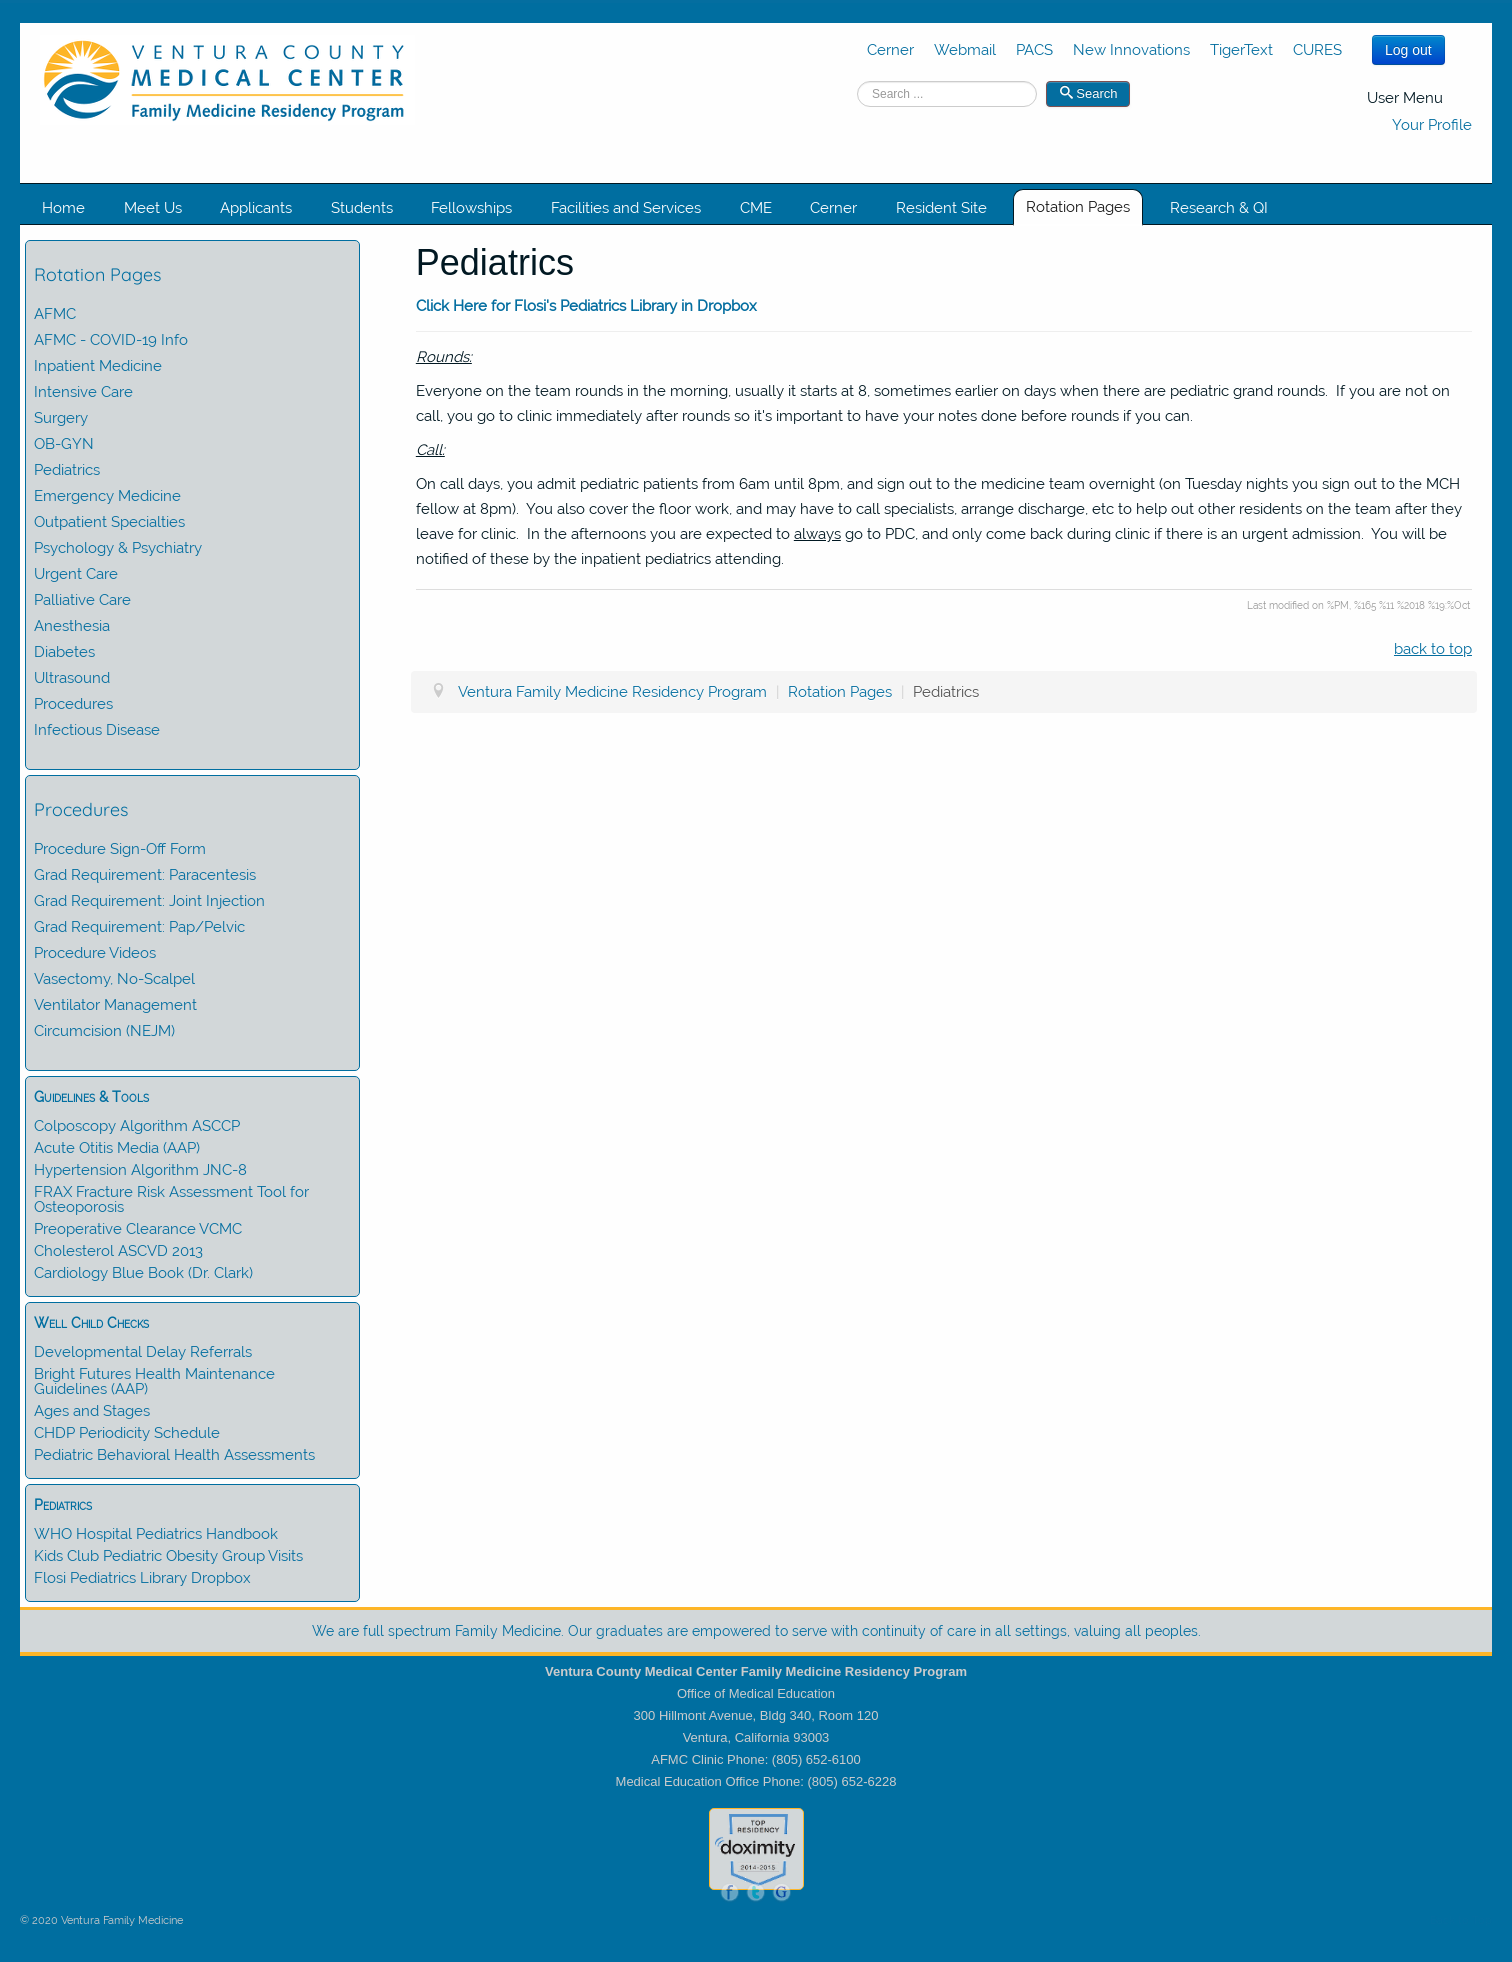 VENTURA COUNTY
MEDICAL CENTER
Family Medicine Residency Program
Cerner Webmail PACS New Innovations TigerText CURES Log out
Search ... Search
User Menu
Your Profile
Home Meet Us Applicants Students Fellowships Facilities and Services CME Cerner Resident Site Rotation Pages Research & QI
Rotation Pages
AFMC
AFMC - COVID-19 Info
Inpatient Medicine
Intensive Care
Surgery
OB-GYN
Pediatrics
Emergency Medicine
Outpatient Specialties
Psychology & Psychiatry
Urgent Care
Palliative Care
Anesthesia
Diabetes
Ultrasound
Procedures
Infectious Disease
Procedures
Procedure Sign-Off Form
Grad Requirement: Paracentesis
Grad Requirement: Joint Injection
Grad Requirement: Pap/Pelvic
Procedure Videos
Vasectomy, No-Scalpel
Ventilator Management
Circumcision (NEJM)
Guidelines & Tools
Colposcopy Algorithm ASCCP
Acute Otitis Media (AAP)
Hypertension Algorithm JNC-8
FRAX Fracture Risk Assessment Tool for
Osteoporosis
Preoperative Clearance VCMC
Cholesterol ASCVD 2013
Cardiology Blue Book (Dr. Clark)
Well Child Checks
Developmental Delay Referrals
Bright Futures Health Maintenance
Guidelines (AAP)
Ages and Stages
CHDP Periodicity Schedule
Pediatric Behavioral Health Assessments
Pediatrics
WHO Hospital Pediatrics Handbook
Kids Club Pediatric Obesity Group Visits
Flosi Pediatrics Library Dropbox
Pediatrics
Click Here for Flosi's Pediatrics Library in Dropbox
Rounds:
Everyone on the team rounds in the morning, usually it starts at 8, sometimes earlier on days when there are pediatric grand rounds.  If you are not on
call, you go to clinic immediately after rounds so it's important to have your notes done before rounds if you can.
Call:
On call days, you admit pediatric patients from 6am until 8pm, and sign out to the medicine team overnight (on Tuesday nights you sign out to the MCH
fellow at 8pm).  You also cover the floor work, and may have to call specialists, arrange discharge, etc to help out other residents on the team after they
leave for clinic.  In the afternoons you are expected to always go to PDC, and only come back during clinic if there is an urgent admission.  You will be
notified of these by the inpatient pediatrics attending.
Last modified on %PM, %165 %11 %2018 %19:%Oct
back to top
Ventura Family Medicine Residency Program | Rotation Pages | Pediatrics
We are full spectrum Family Medicine. Our graduates are empowered to serve with continuity of care in all settings, valuing all peoples.
Ventura County Medical Center Family Medicine Residency Program
Office of Medical Education
300 Hillmont Avenue, Bldg 340, Room 120
Ventura, California 93003
AFMC Clinic Phone: (805) 652-6100
Medical Education Office Phone: (805) 652-6228
TOP
RESIDENCY
doximity
2014-2015
f t G
© 2020 Ventura Family Medicine